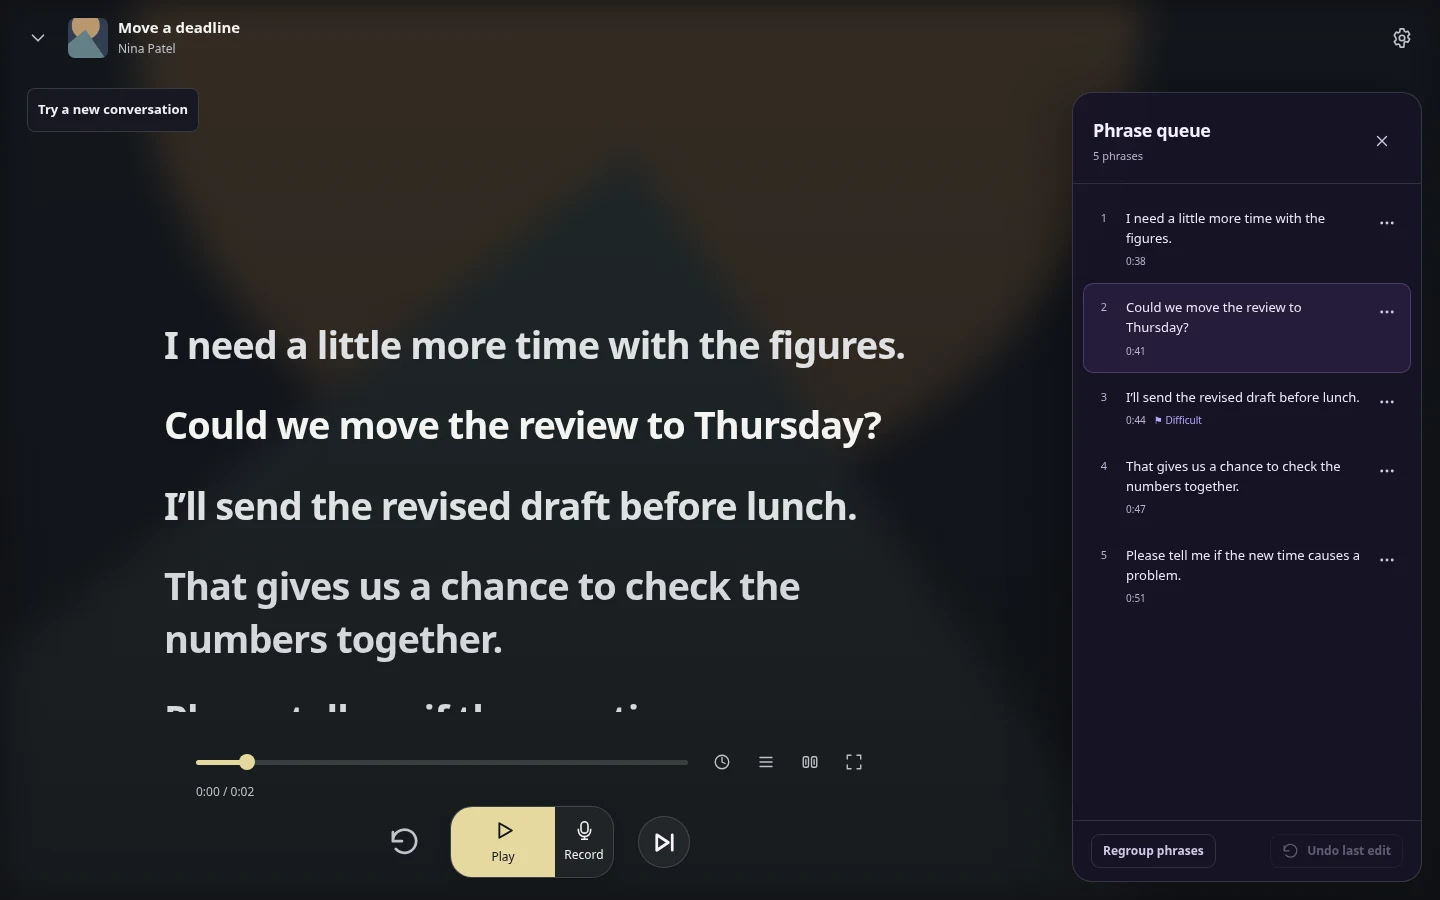 Move a deadline
Nina Patel
Try a new conversation
I need a little more time with the figures.
Could we move the review to Thursday?
I’ll send the revised draft before lunch.
That gives us a chance to check the
numbers together.
0:00 / 0:02
Play
Record
Phrase queue
5 phrases
1
I need a little more time with the
figures.
0:38
2
Could we move the review to
Thursday?
0:41
3
I’ll send the revised draft before lunch.
0:44
Difficult
4
That gives us a chance to check the
numbers together.
0:47
5
Please tell me if the new time causes a
problem.
0:51
Regroup phrases
Undo last edit